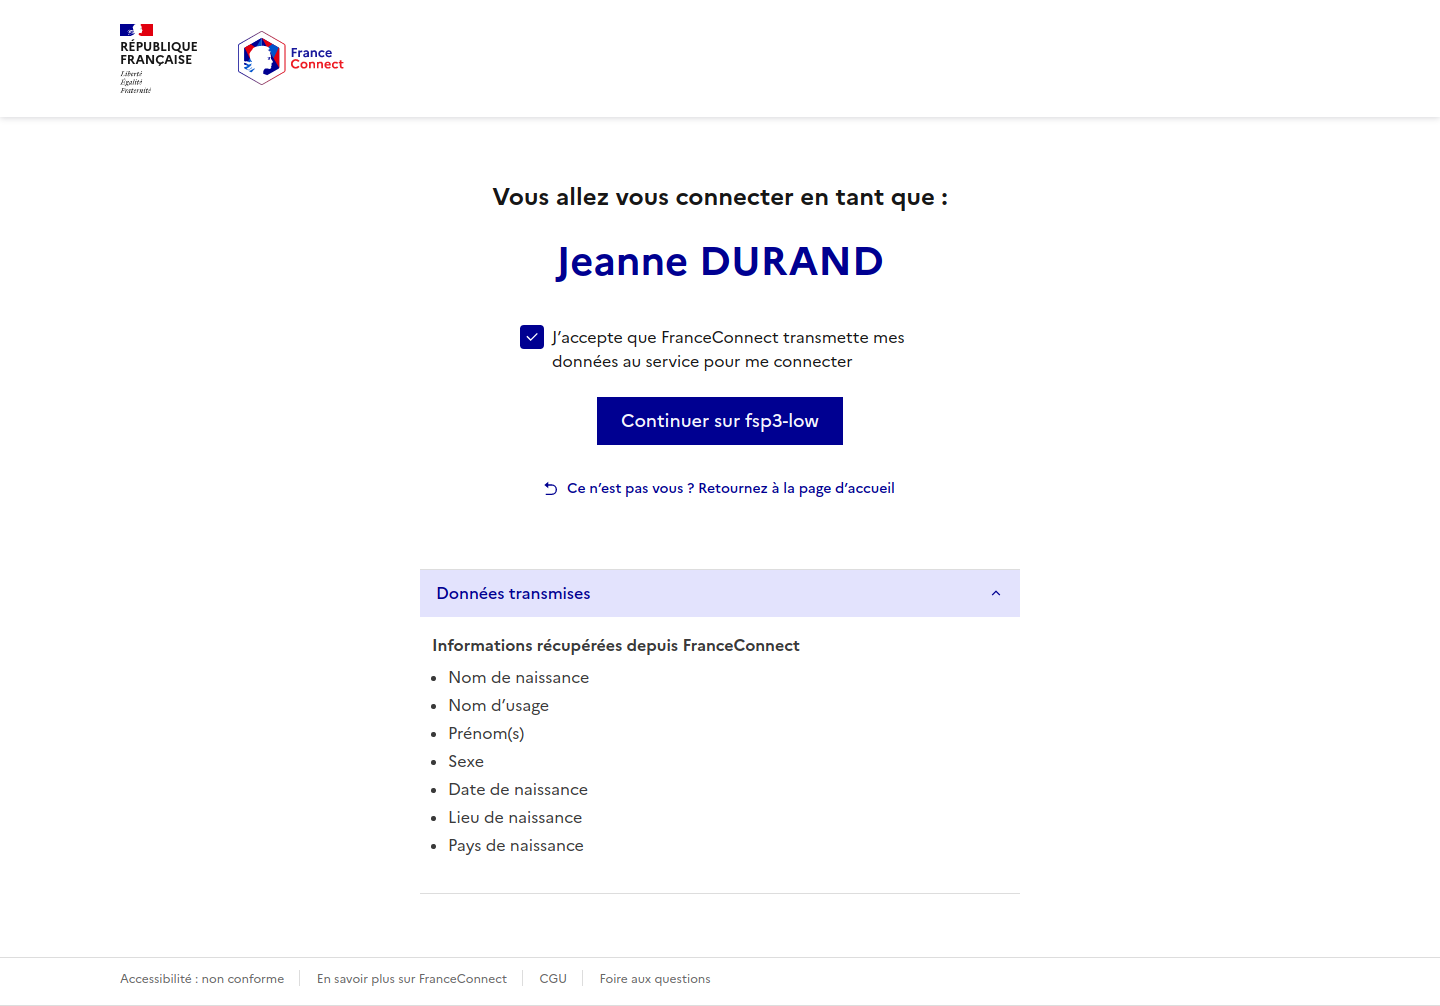 RÉPUBLIQUE
FRANÇAISE
Liberté
Égalité
Fraternité
France
Connect
Vous allez vous connecter en tant que :
Jeanne DURAND
J’accepte que FranceConnect transmette mes
données au service pour me connecter
Continuer sur fsp3-low
Ce n’est pas vous ? Retournez à la page d’accueil
Données transmises
Informations récupérées depuis FranceConnect
Nom de naissance
Nom d’usage
Prénom(s)
Sexe
Date de naissance
Lieu de naissance
Pays de naissance
Accessibilité : non conforme En savoir plus sur FranceConnect CGU Foire aux questions